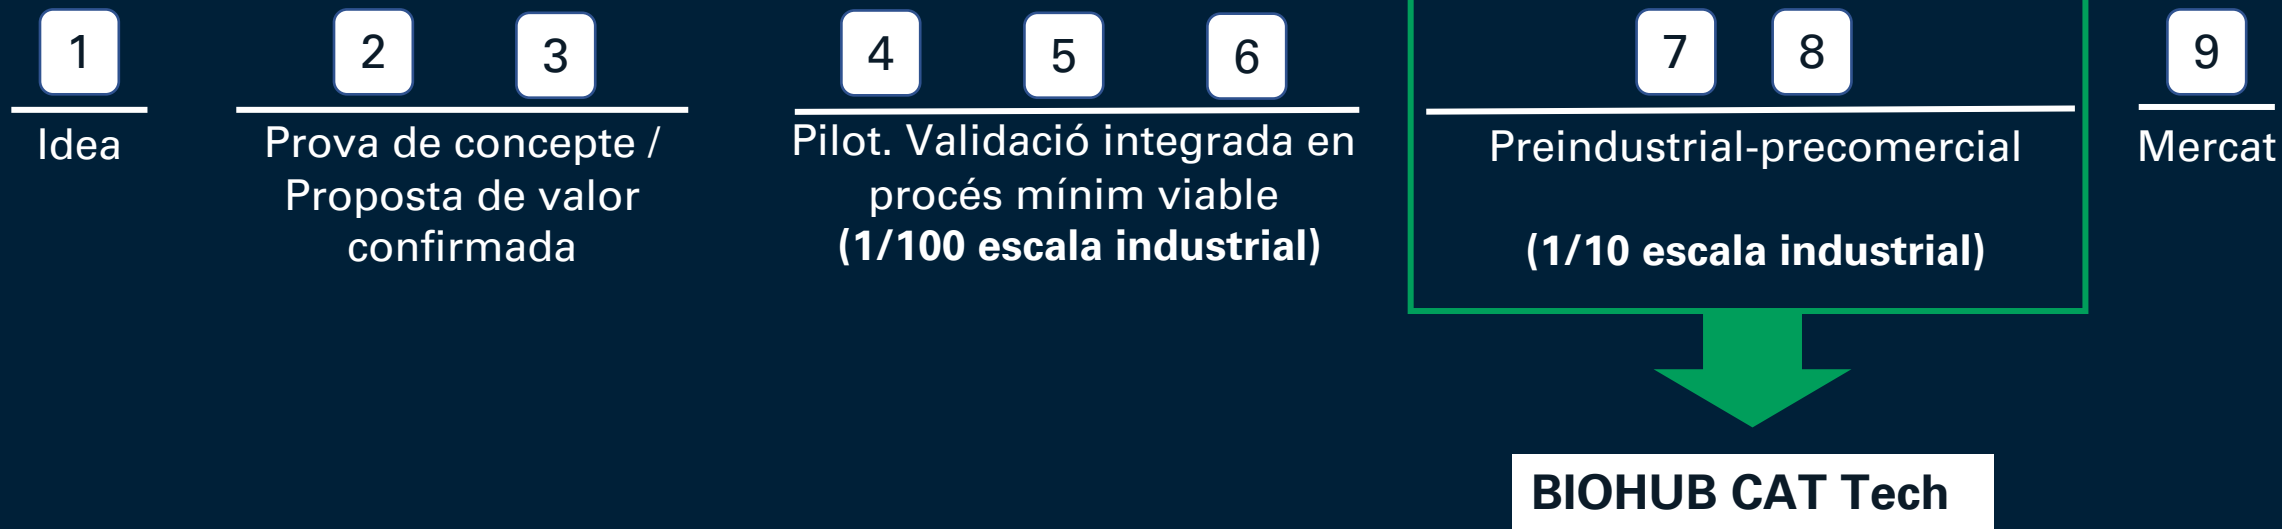 1
Idea
2
3
Prova de concepte /
Proposta de valor
confirmada
4
5
6
Pilot. Validació integrada en
procés mínim viable
(1/100 escala industrial)
7
8
Preindustrial-precomercial
(1/10 escala industrial)
9
Mercat
BIOHUB CAT Tech